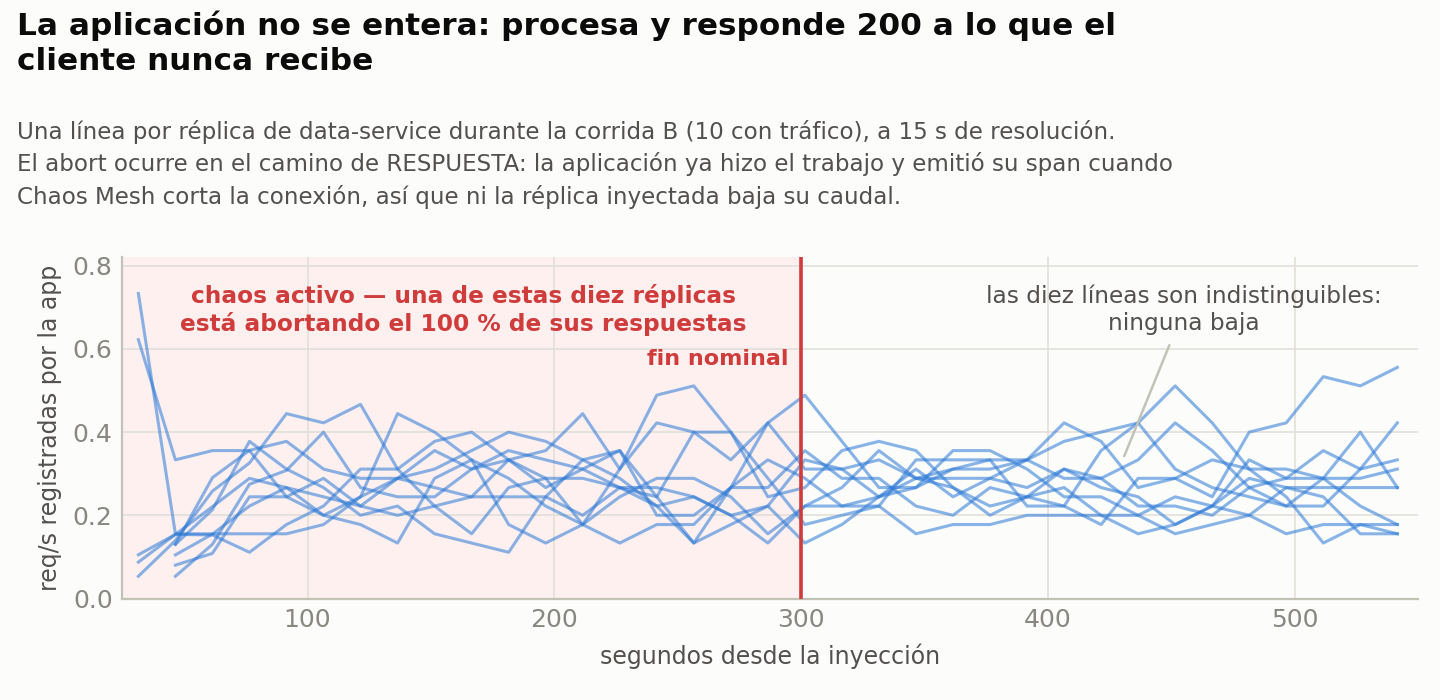 La aplicación no se entera: procesa y responde 200 a lo que el
cliente nunca recibe
Una línea por réplica de data-service durante la corrida B (10 con tráfico), a 15 s de resolución.
El abort ocurre en el camino de RESPUESTA: la aplicación ya hizo el trabajo y emitió su span cuando
Chaos Mesh corta la conexión, así que ni la réplica inyectada baja su caudal.
req/s registradas por la app
0.8
0.6
0.4
0.2
0.0
chaos activo — una de estas diez réplicas
está abortando el 100 % de sus respuestas
fin nominal
las diez líneas son indistinguibles:
ninguna baja
100
200
300
400
500
segundos desde la inyección